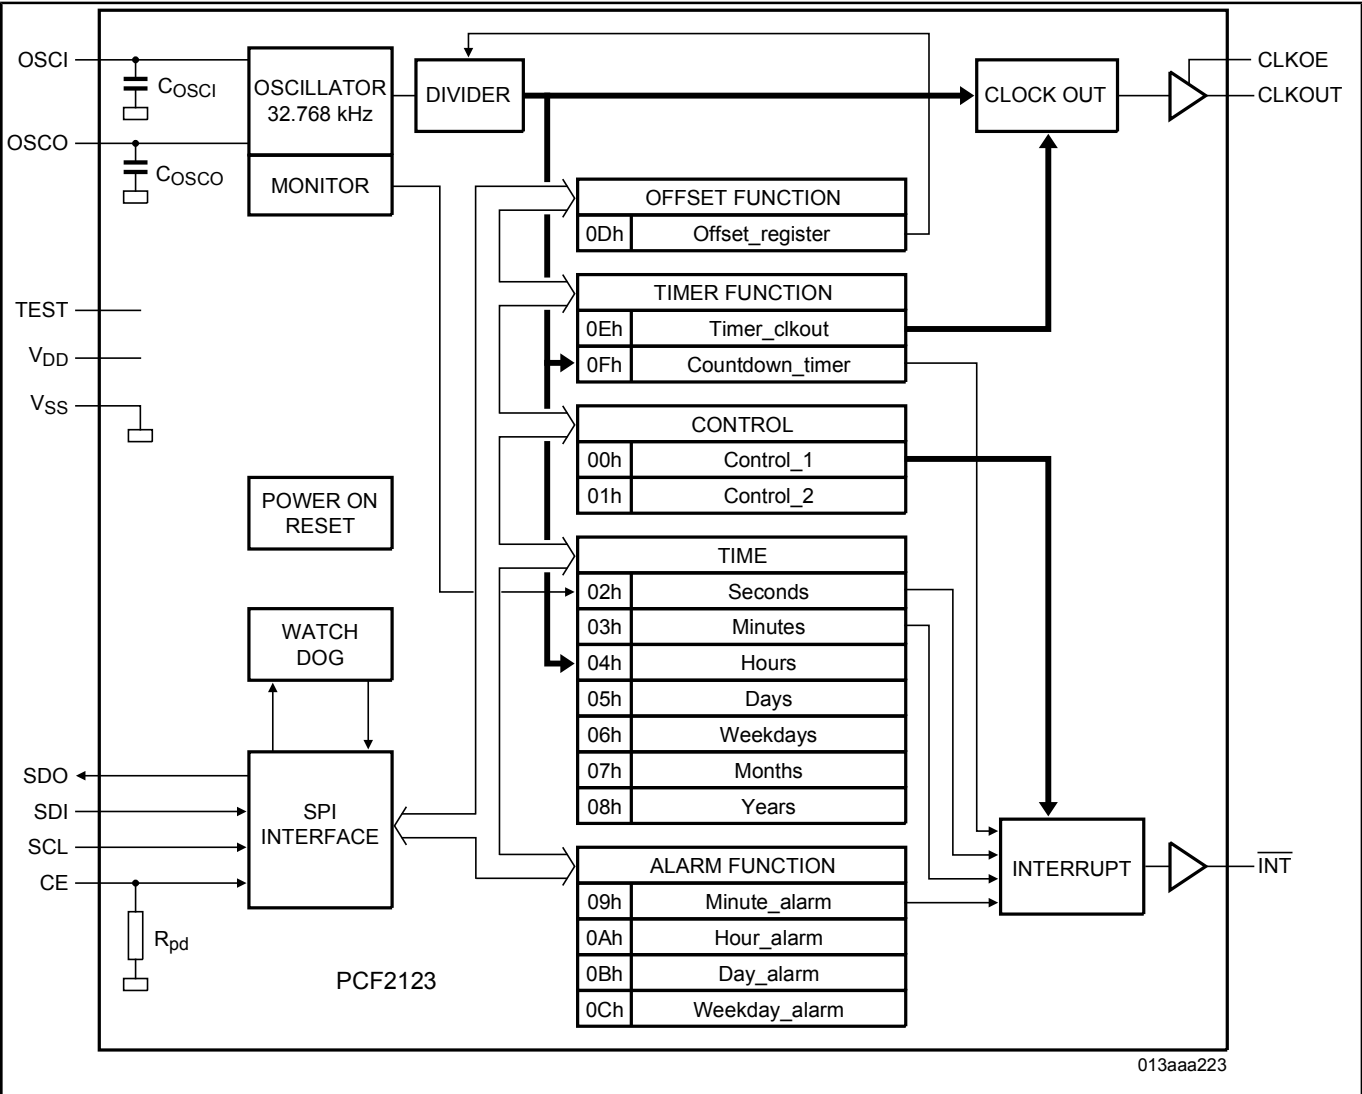 OSCI
C_OSCI
OSCO
C_OSCO
OSCILLATOR
32.768 kHz
MONITOR
DIVIDER
CLOCK OUT
CLKOE
CLKOUT
OFFSET FUNCTION
0Dh Offset_register
TIMER FUNCTION
0Eh Timer_clkout
0Fh Countdown_timer
CONTROL
00h Control_1
01h Control_2
TIME
02h Seconds
03h Minutes
04h Hours
05h Days
06h Weekdays
07h Months
08h Years
ALARM FUNCTION
09h Minute_alarm
0Ah Hour_alarm
0Bh Day_alarm
0Ch Weekday_alarm
TEST
VDD
VSS
POWER ON
RESET
WATCH
DOG
SDO
SDI
SCL
CE
SPI
INTERFACE
Rpd
PCF2123
INTERRUPT
INT
013aaa223